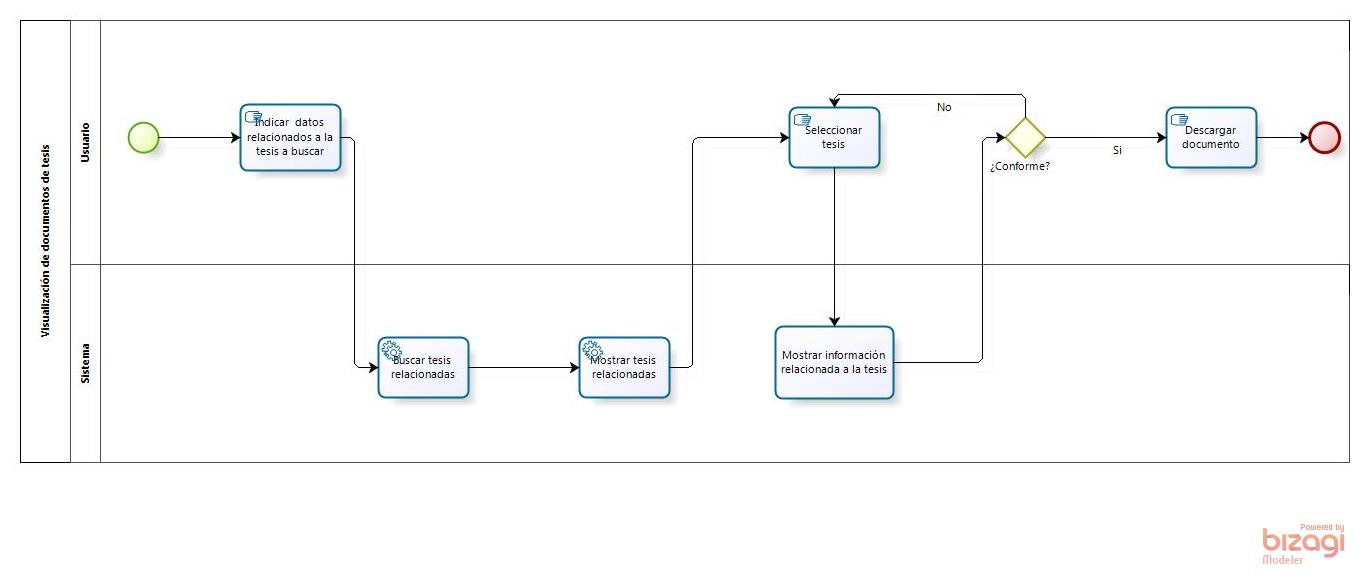 Visualización de documentos de tesis
Usuario
Indicar datos
relacionados a la
tesis a buscar
Seleccionar
tesis
No
¿Conforme?
Si
Descargar
documento
Sistema
Buscar tesis
relacionadas
Mostrar tesis
relacionadas
Mostrar información
relacionada a la tesis
Powered by
bizagi
Modeler